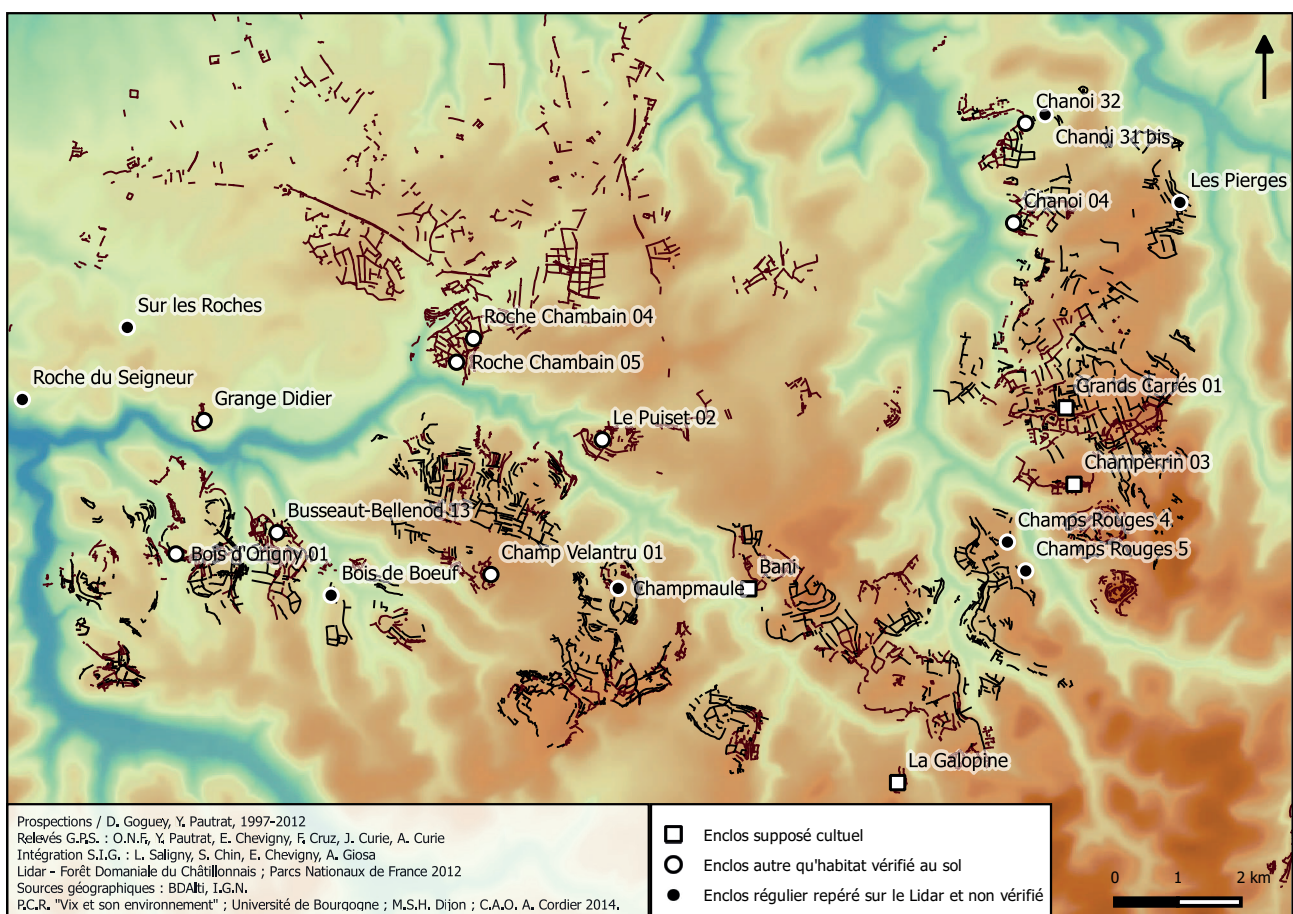 Chanoi 32
Chanoi 31 bis
Les Pierges
Chanoi 04
Sur les Roches
Roche Chambain 04
Roche Chambain 05
Roche du Seigneur
Grange Didier
Grands Carrés 01
Le Puiset 02
Champerrin 03
Busseaut-Bellenod 13
Champs Rouges 4
Bois d'Origny 01
Champ Velantru 01
Champs Rouges 5
Bois de Boeuf
Champmaule
Bani
La Galopine
Prospections / D. Goguey, Y. Pautrat, 1997-2012
Relevés G.P.S. : O.N.F., Y. Pautrat, E. Chevigny, F. Cruz, J. Curie, A. Curie
Intégration S.I.G. : L. Saligny, S. Chin, E. Chevigny, A. Giosa
Lidar - Forêt Domaniale du Châtillonnais ; Parcs Nationaux de France 2012
Sources géographiques : BDAlti, I.G.N.
P.C.R. "Vix et son environnement" ; Université de Bourgogne ; M.S.H. Dijon ; C.A.O. A. Cordier 2014.
Enclos supposé cultuel
Enclos autre qu'habitat vérifié au sol
Enclos régulier repéré sur le Lidar et non vérifié
0 1 2 km